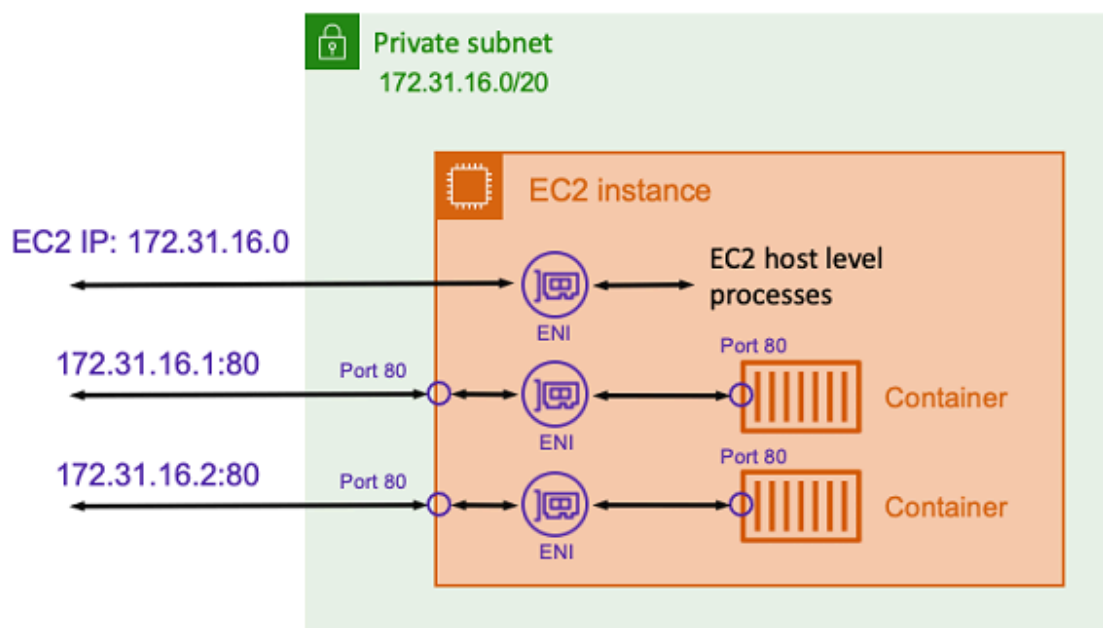 Private subnet
172.31.16.0/20
EC2 instance
EC2 IP: 172.31.16.0
EC2 host level
processes
ENI
172.31.16.1:80
Port 80
Port 80
Container
ENI
172.31.16.2:80
Port 80
Port 80
Container
ENI